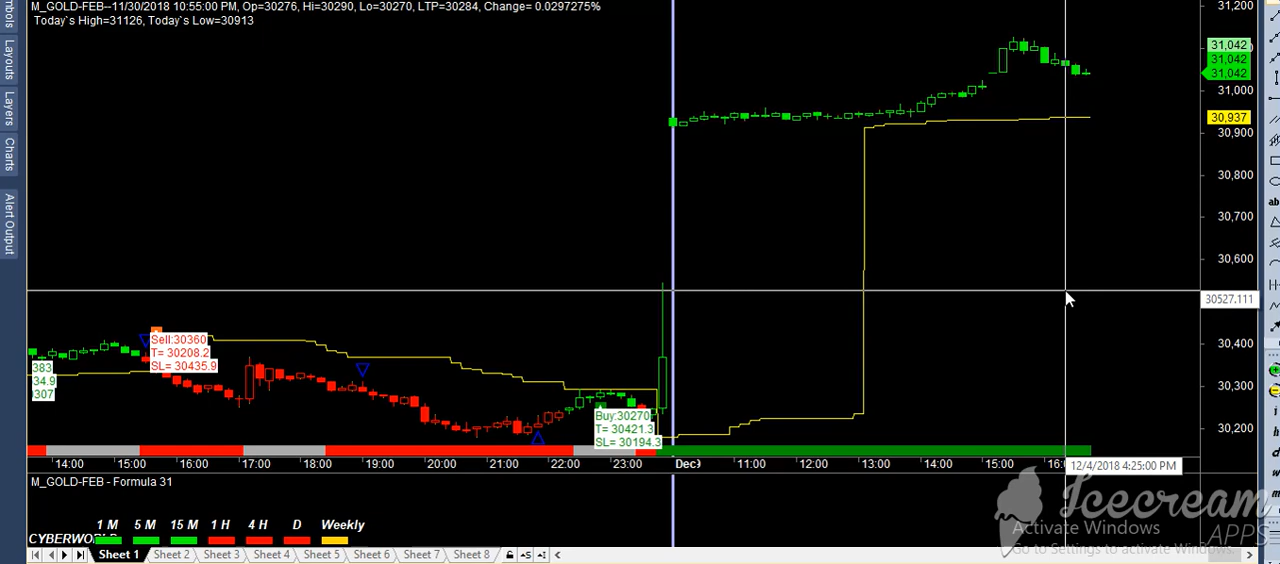 M_GOLD-FEB--11/30/2018 10:55:00 PM, Op=30276, Hi=30290, Lo=30270, LTP=30284, Change= 0.0297275%
Today`s High=31126, Today`s Low=30913
Layouts
Layers
Charts
Alert Output
31,200
31,042
31,042
31,042
31,000
30,937
30,900
30,800
30,700
30,600
30527.111
30,400
30,300
30,200
383
34.9
Sell:30360
T= 30208.2
SL= 30435.9
Buy:30270
T= 30421.3
SL= 30194.3
14:00 15:00 16:00 17:00 18:00 19:00 20:00 21:00 22:00 23:00 11:00 12:00 13:00 14:00 15:00
12/4/2018 4:25:00 PM
M_GOLD-FEB - Formula 31
1 M 5 M 15 M 1 H 4 H D Weekly
Sheet 1 Sheet 2 Sheet 3 Sheet 4 Sheet 5 Sheet 6 Sheet 7 Sheet 8
Icecream
APPS
Activate Windows
Go to Settings to activate Windows.